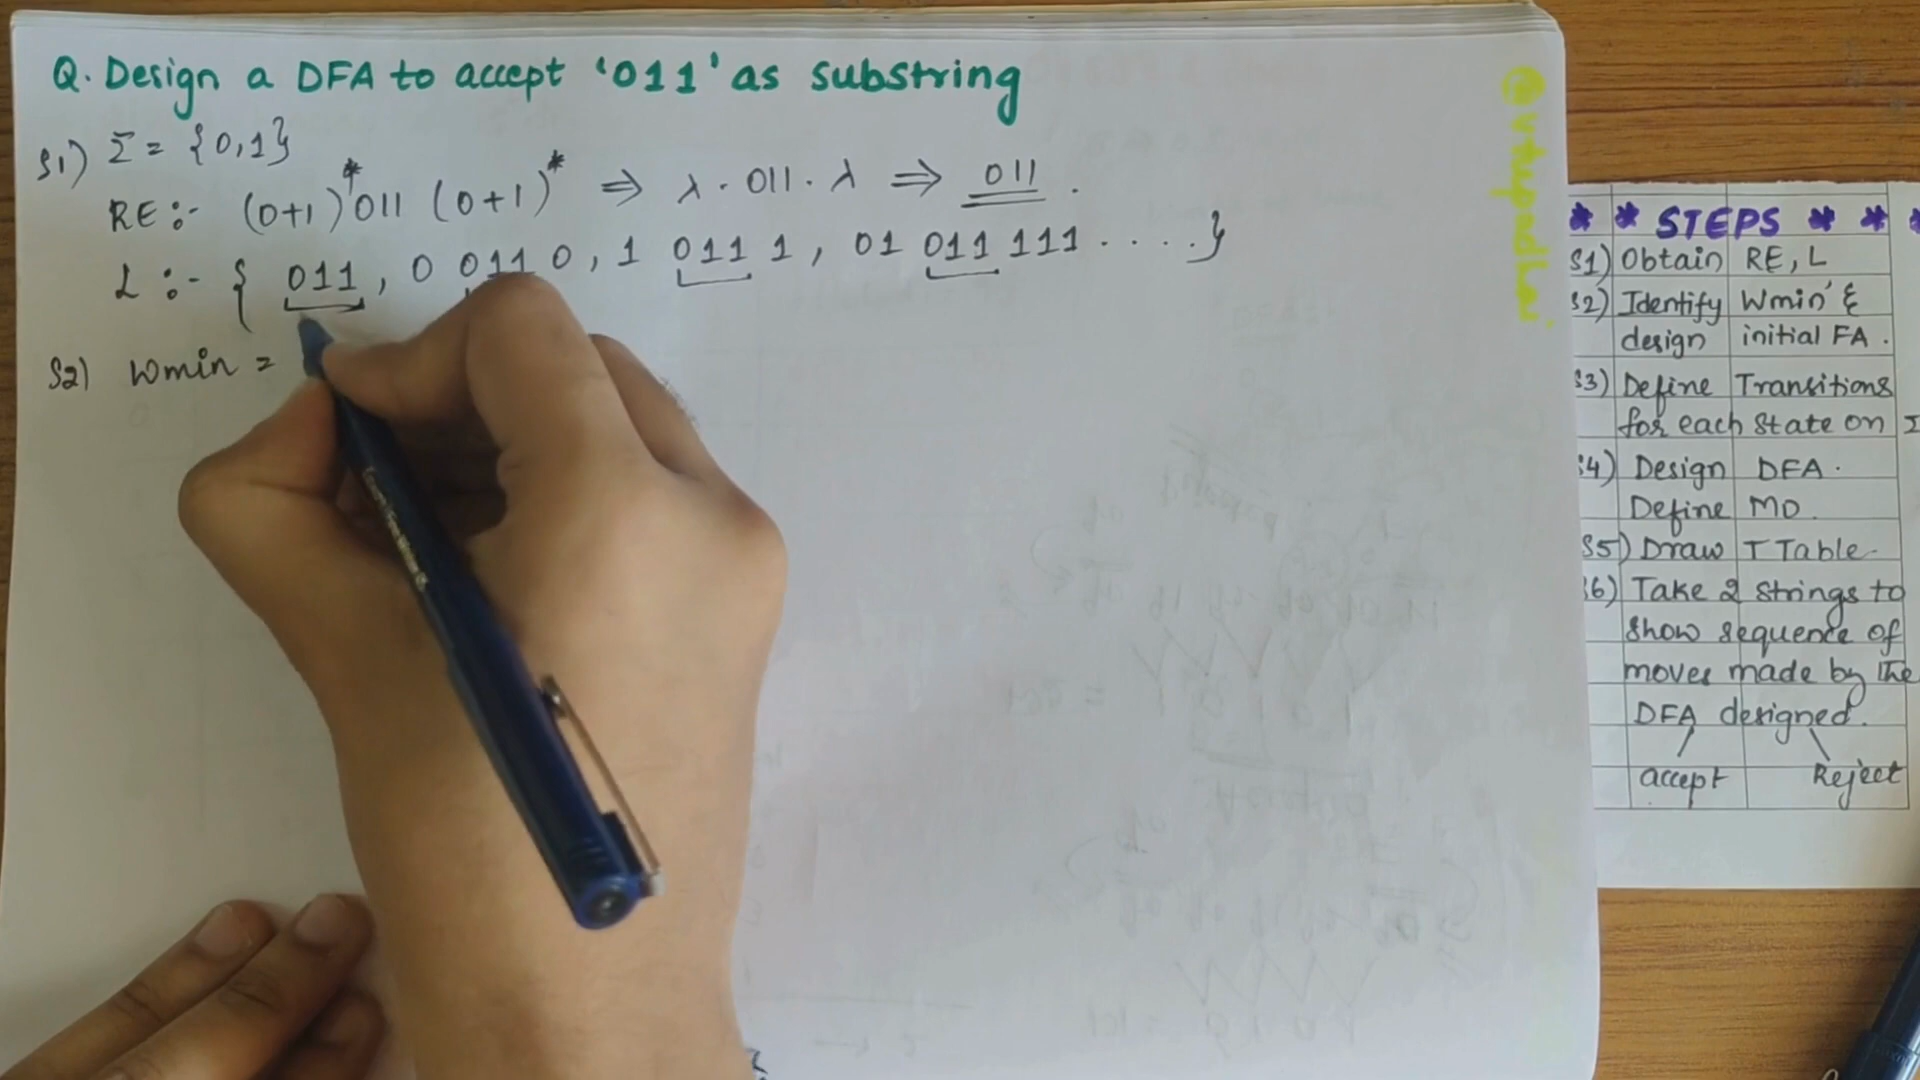 Q. Design a DFA to accept '011' as substring
S1) Σ = {0,1}
RE:- (0+1)*011 (0+1)* ⇒ λ · 011 · λ ⇒ 011 .
L :- { 011 , 0 011 0 , 1 011 1 , 01 011 111 . . . . }
S2) Wmin =
@vtupadhai
* * STEPS * * *
S1) Obtain RE, L
S2) Identify Wmin' &
design initial FA .
S3) Define Transitions
for each State on Σ
S4) Design DFA .
Define MD .
S5) Draw T Table -
S6) Take 2 Strings to
Show sequence of
moves made by the
DFA designed .
accept Reject